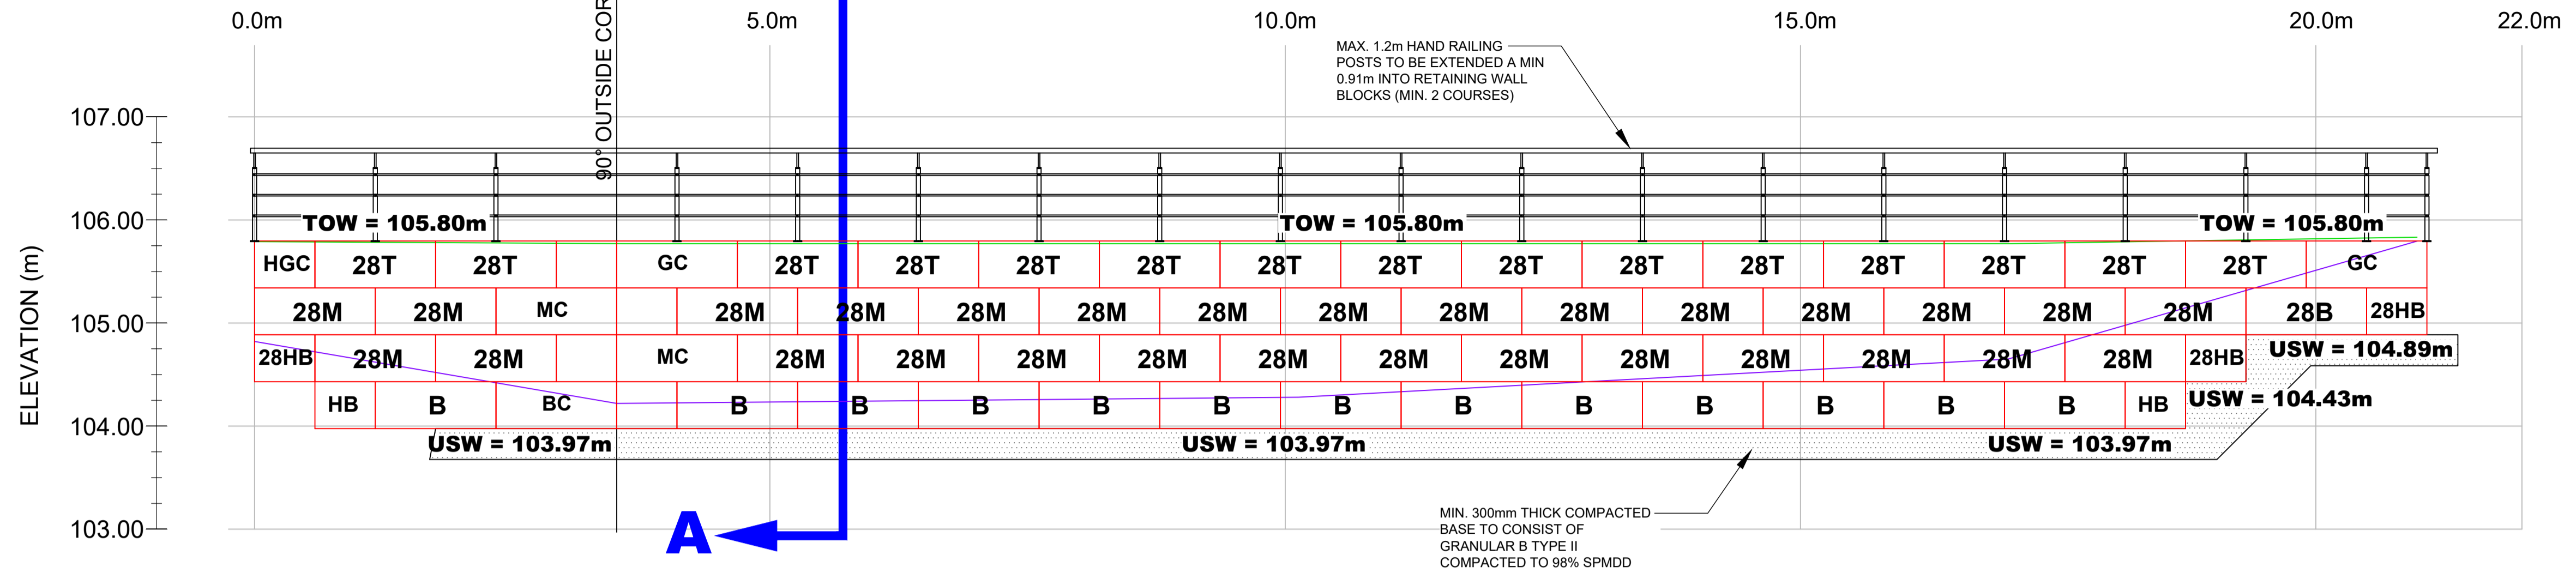 0.0m 5.0m 10.0m 15.0m 20.0m 22.0m
90° OUTSIDE COR
MAX. 1.2m HAND RAILING
POSTS TO BE EXTENDED A MIN
0.91m INTO RETAINING WALL
BLOCKS (MIN. 2 COURSES)
107.00
106.00
105.00
104.00
103.00
ELEVATION (m)
TOW = 105.80m TOW = 105.80m TOW = 105.80m
HGC 28T 28T GC 28T 28T 28T 28T 28T 28T 28T 28T 28T 28T 28T 28T 28T GC
28M 28M MC 28M 28M 28M 28M 28M 28M 28M 28M 28M 28M 28M 28M 28M 28B 28HB
28HB 28M 28M MC 28M 28M 28M 28M 28M 28M 28M 28M 28M 28M 28M 28M 28HB
USW = 104.89m
HB B BC B B B B B B B B B B B B HB
USW = 104.43m
USW = 103.97m USW = 103.97m USW = 103.97m
A
MIN. 300mm THICK COMPACTED
BASE TO CONSIST OF
GRANULAR B TYPE II
COMPACTED TO 98% SPMDD